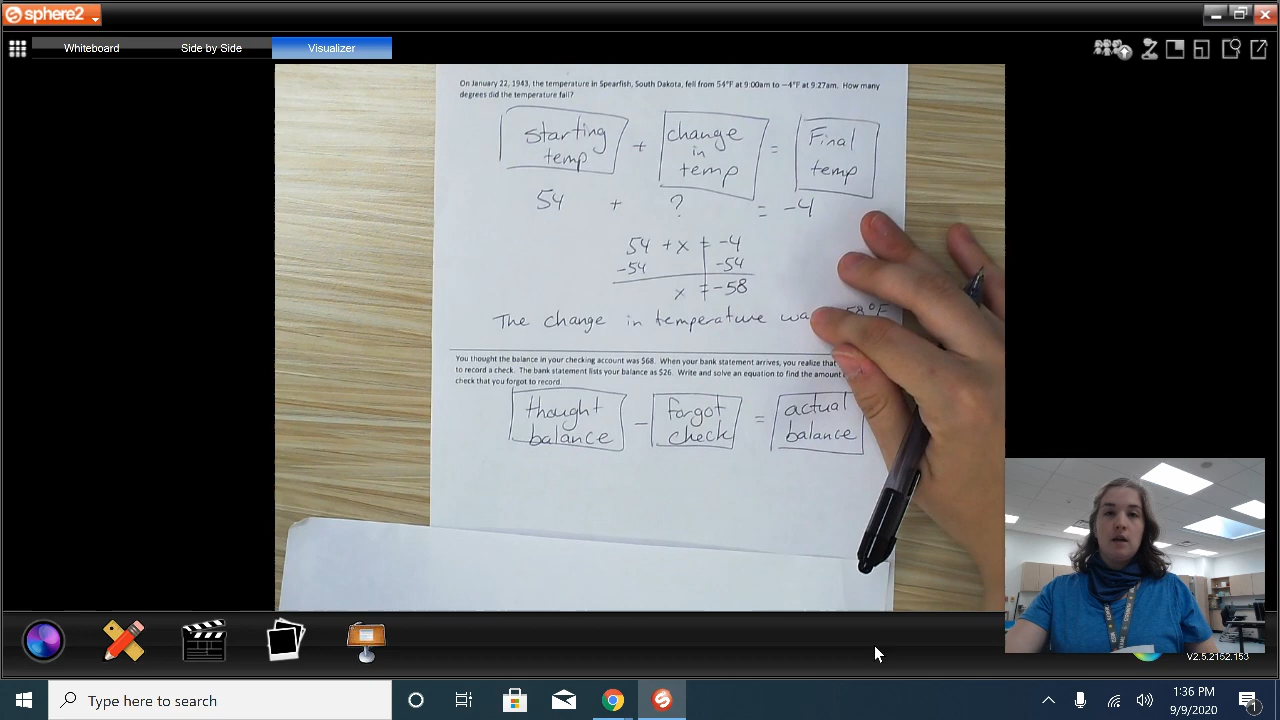 sphere2
Whiteboard Side by Side Visualizer
On January 22, 1943, the temperature in Spearfish, South Dakota, fell from 54°F at 9:00am to −4°F at 9:27am. How many
degrees did the temperature fall?
starting temp + change in temp = Final temp
54 + ? = -4
54 + x = -4
-54 -54
x = -58
The change in temperature wa 58°F
You thought the balance in your checking account was $68. When your bank statement arrives, you realize that
to record a check. The bank statement lists your balance as $26. Write and solve an equation to find the amount
check that you forgot to record.
thought balance − forgot check = actual balance
V2.5.2152.153
Type here to search
1:36 PM
9/9/2020
1